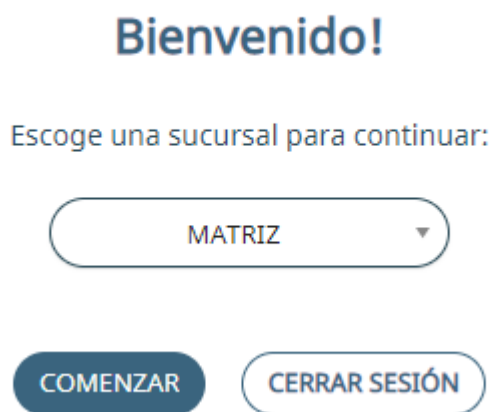 Bienvenido!
Escoge una sucursal para continuar:
MATRIZ
COMENZAR CERRAR SESIÓN